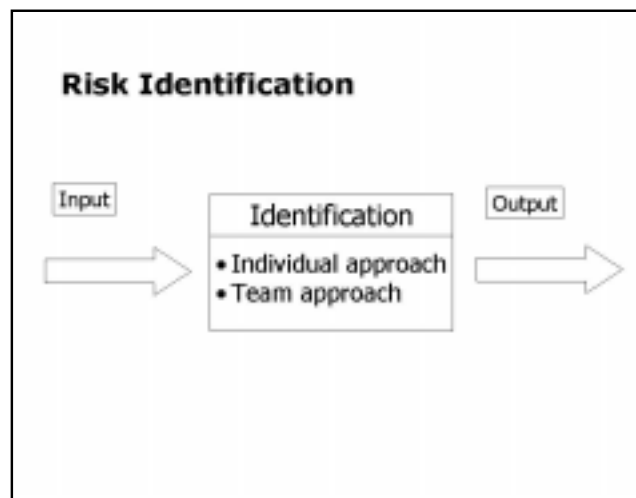 Risk Identification
Input
Identification
Output
• Individual approach
• Team approach